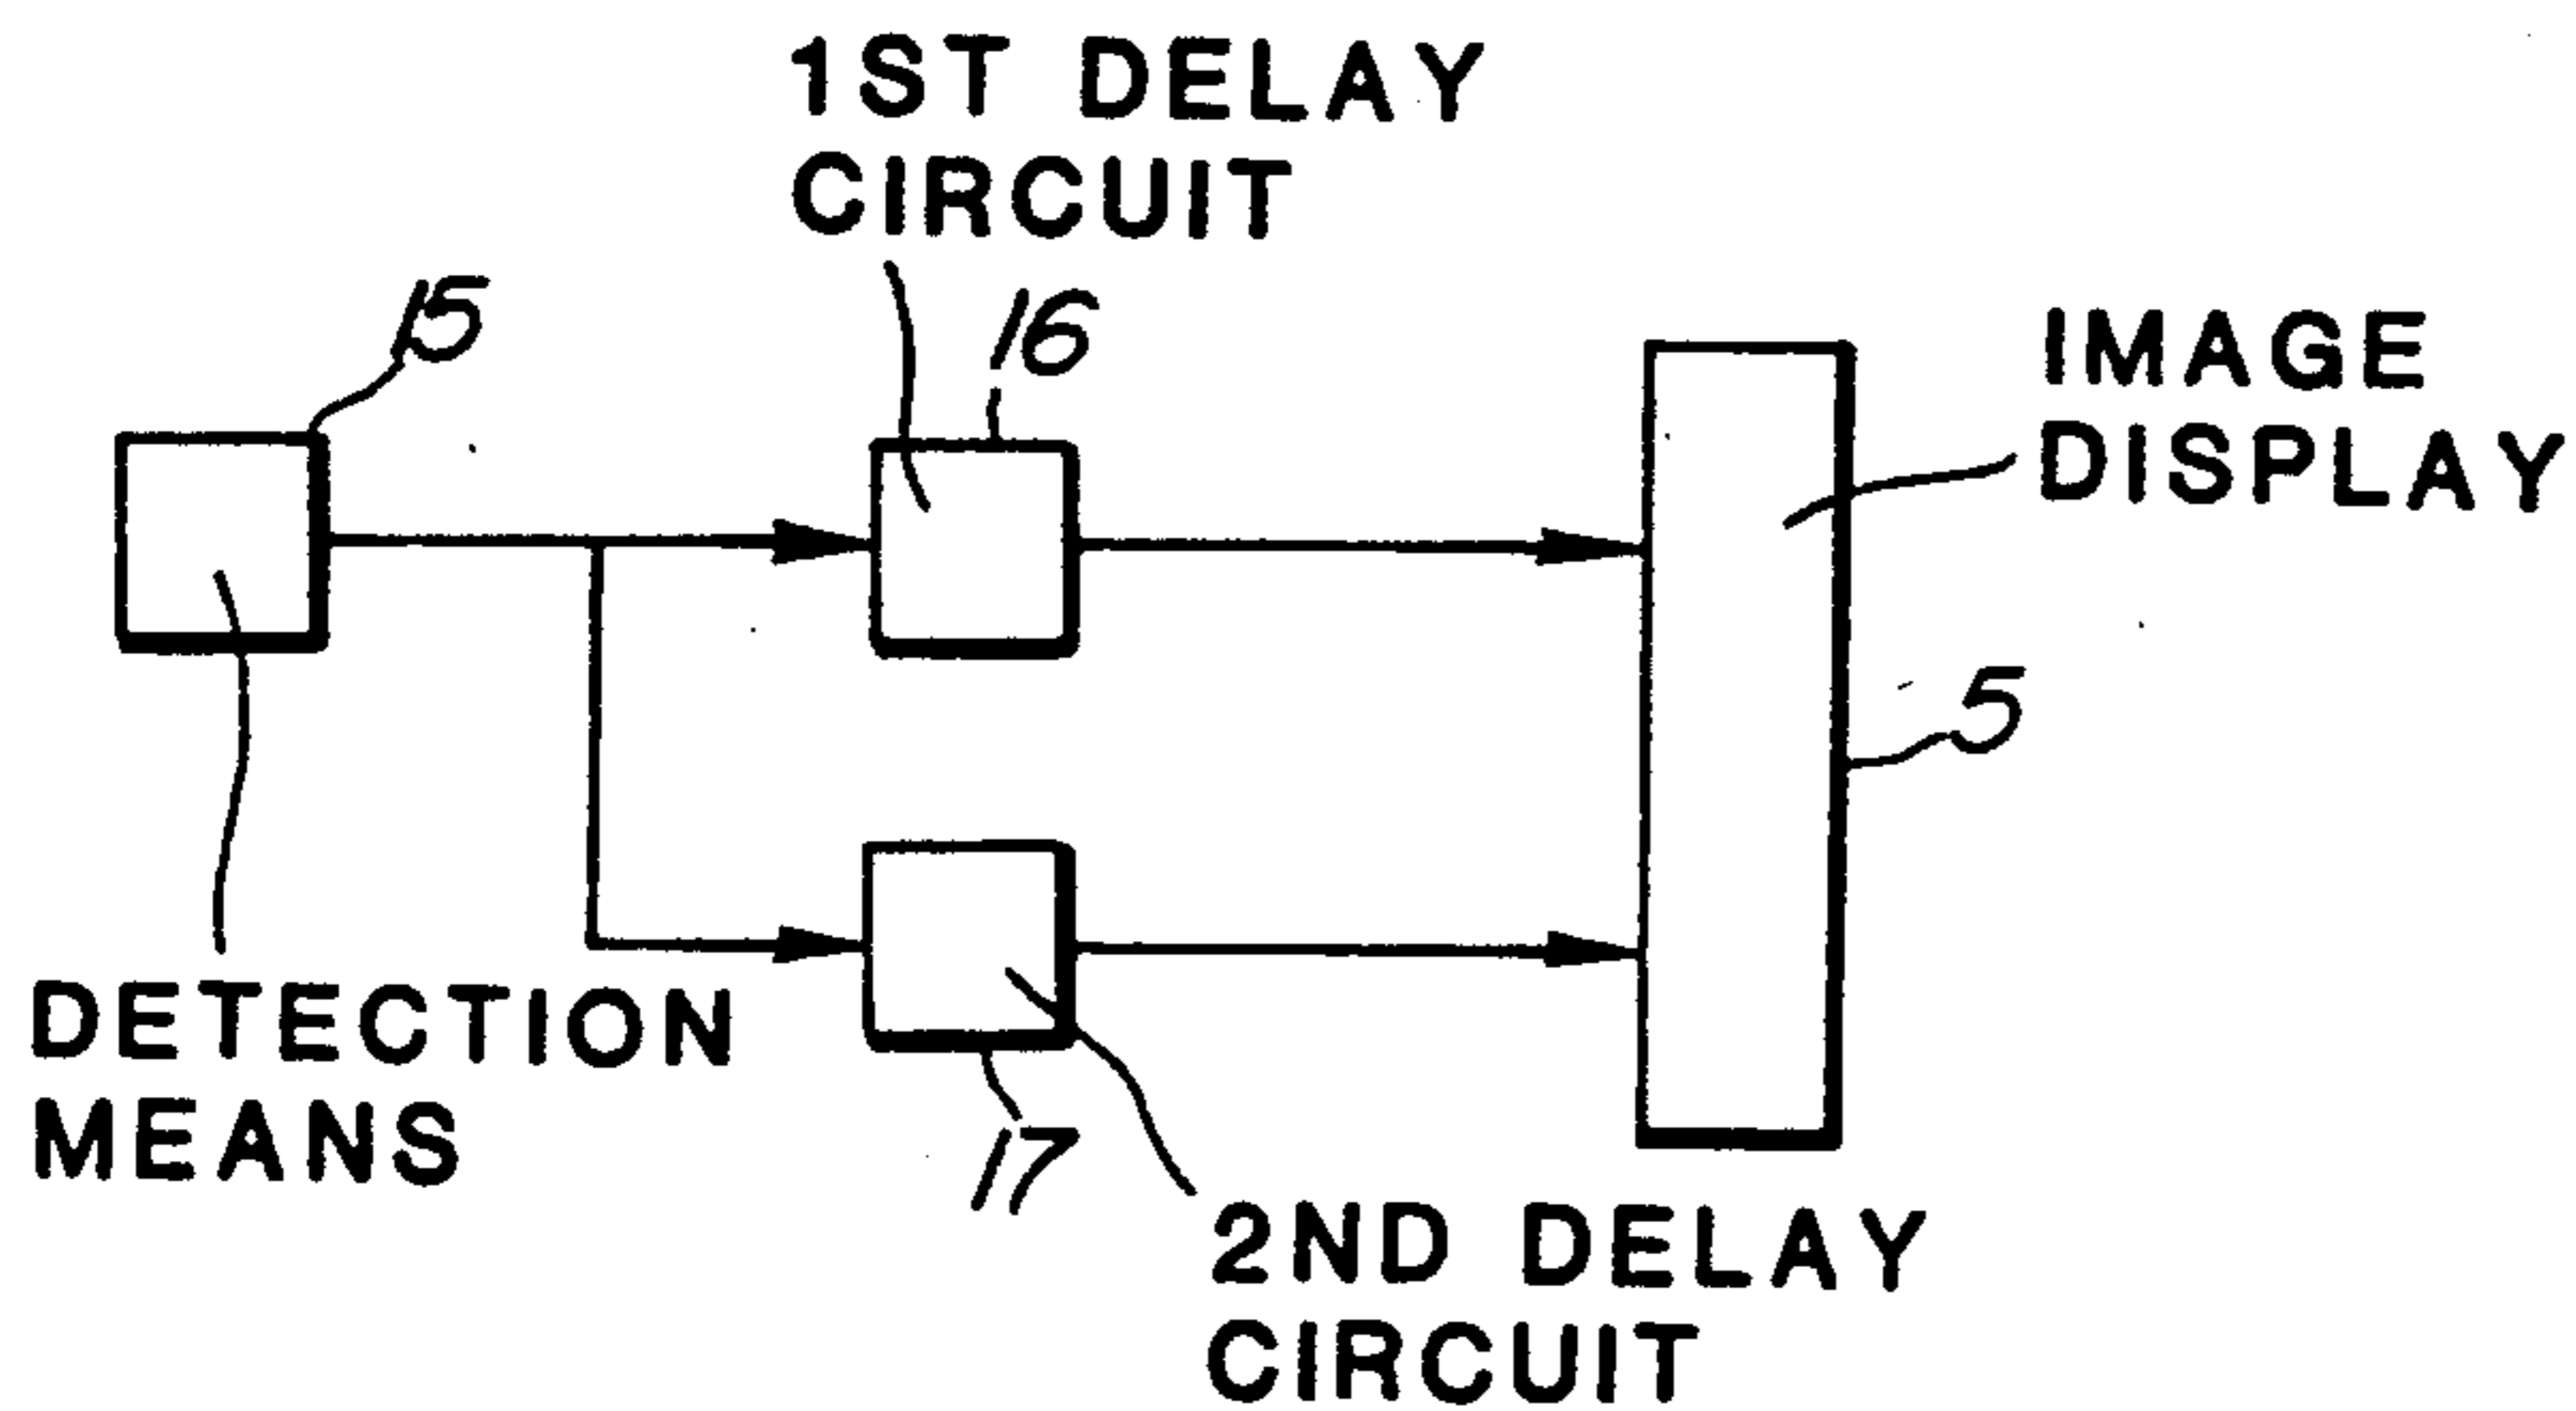 1ST DELAY
CIRCUIT
15
16
IMAGE
DISPLAY
5
DETECTION
MEANS
17
2ND DELAY
CIRCUIT